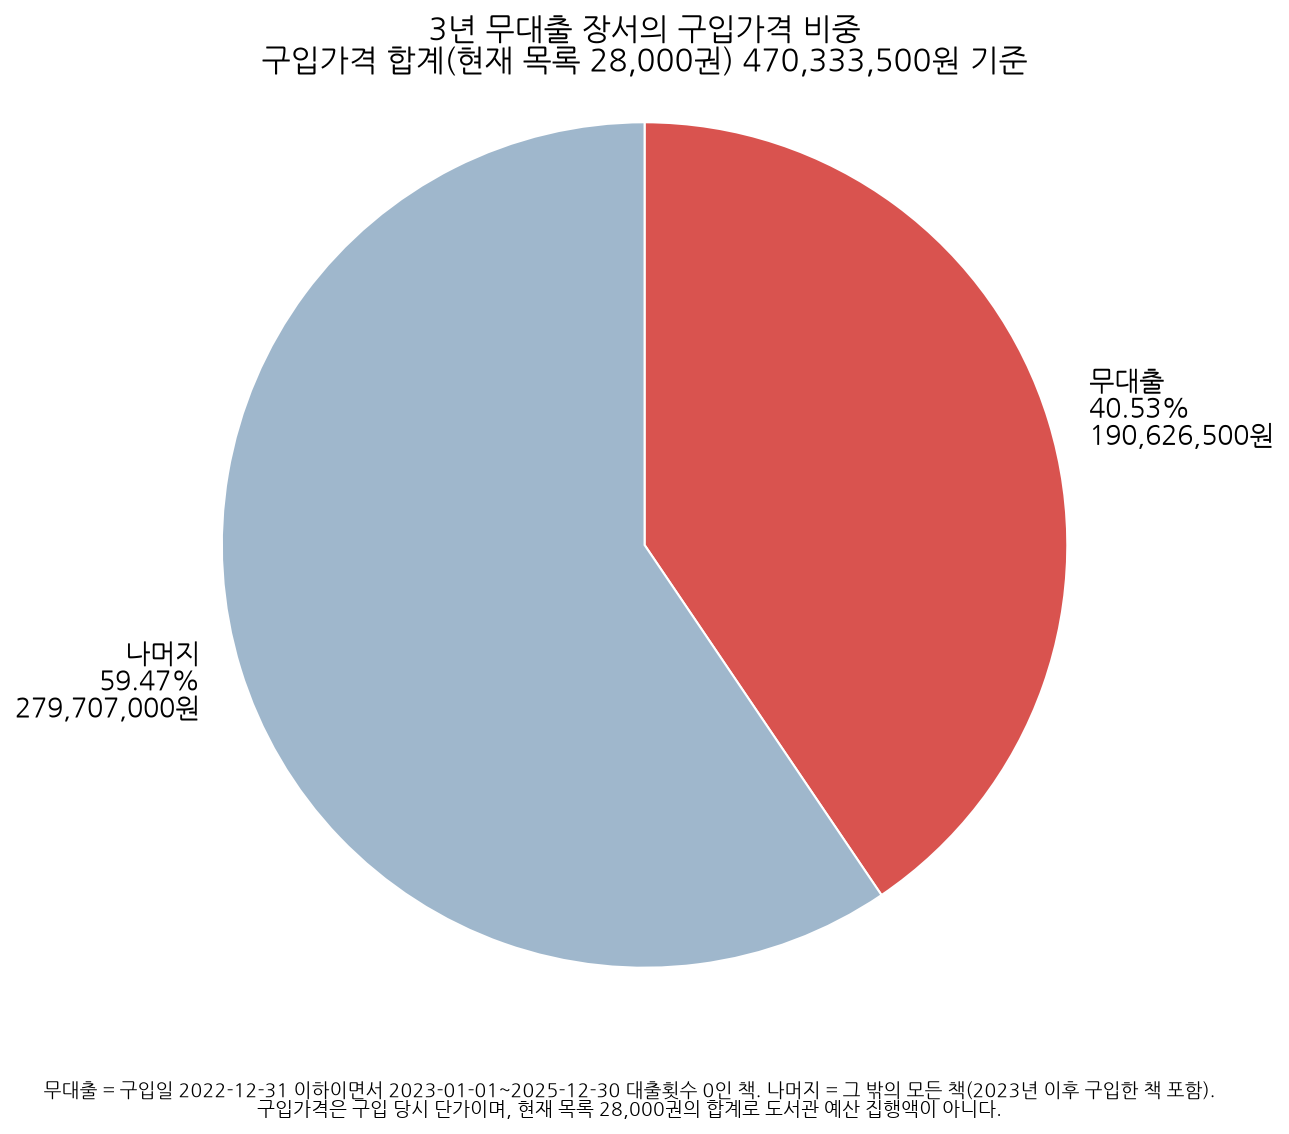 3년 무대출 장서의 구입가격 비중
구입가격 합계(현재 목록 28,000권) 470,333,500원 기준
무대출
40.53%
190,626,500원
나머지
59.47%
279,707,000원
무대출 = 구입일 2022-12-31 이하이면서 2023-01-01~2025-12-30 대출횟수 0인 책. 나머지 = 그 밖의 모든 책(2023년 이후 구입한 책 포함).
구입가격은 구입 당시 단가이며, 현재 목록 28,000권의 합계로 도서관 예산 집행액이 아니다.